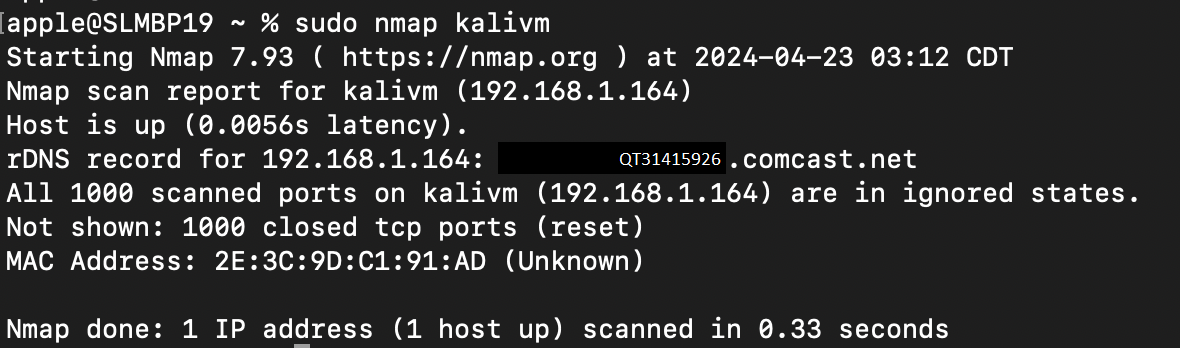 apple@SLMBP19 ~ % sudo nmap kalivm
Starting Nmap 7.93 ( https://nmap.org ) at 2024-04-23 03:12 CDT
Nmap scan report for kalivm (192.168.1.164)
Host is up (0.0056s latency).
rDNS record for 192.168.1.164: QT31415926.comcast.net
All 1000 scanned ports on kalivm (192.168.1.164) are in ignored states.
Not shown: 1000 closed tcp ports (reset)
MAC Address: 2E:3C:9D:C1:91:AD (Unknown)
Nmap done: 1 IP address (1 host up) scanned in 0.33 seconds